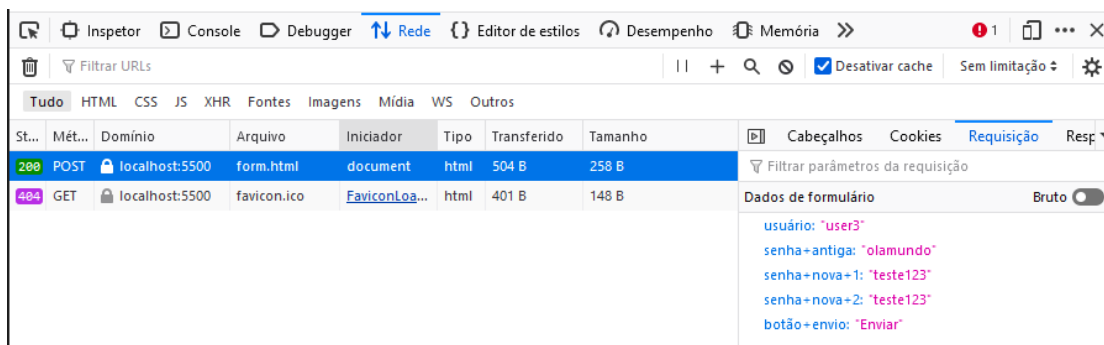 Inspetor Console Debugger Rede Editor de estilos Desempenho Memória 1
Filtrar URLs Desativar cache Sem limitação
Tudo HTML CSS JS XHR Fontes Imagens Mídia WS Outros
St... Mét... Domínio Arquivo Iniciador Tipo Transferido Tamanho Cabeçalhos Cookies Requisição Resp
200 POST localhost:5500 form.html document html 504 B 258 B
404 GET localhost:5500 favicon.ico FaviconLoa... html 401 B 148 B
Filtrar parâmetros da requisição
Dados de formulário Bruto
usuário: "user3"
senha+antiga: "olamundo"
senha+nova+1: "teste123"
senha+nova+2: "teste123"
botão+envio: "Enviar"